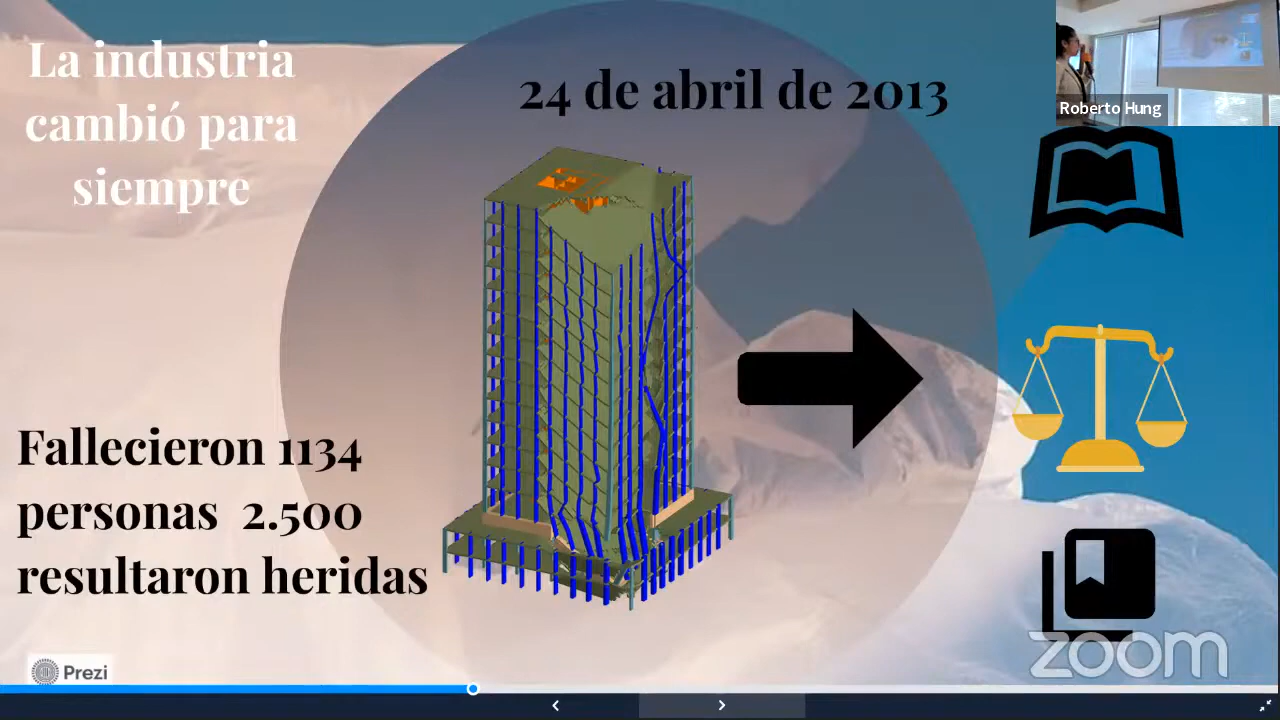 La industria
cambió para
siempre
24 de abril de 2013
Roberto Hung
Fallecieron 1134
personas 2.500
resultaron heridas
Prezi
zoom